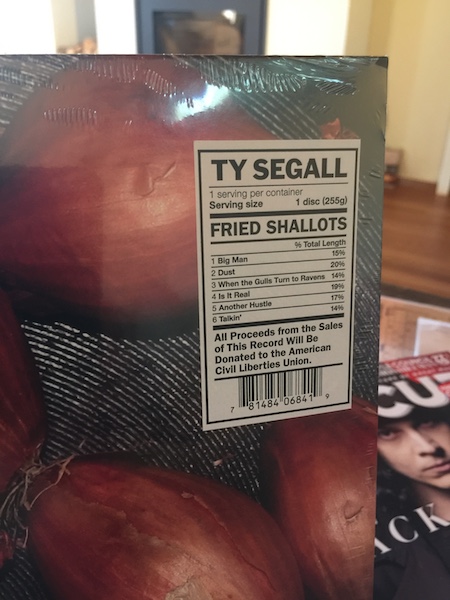 TY SEGALL
1 serving per container
Serving size 1 disc (255g)
FRIED SHALLOTS
% Total Length
1 Big Man 15%
2 Dust 20%
3 When the Gulls Turn to Ravens 14%
4 Is It Real 19%
5 Another Hustle 17%
6 Talkin' 14%
All Proceeds from the Sales
of This Record Will Be
Donated to the American
Civil Liberties Union.
7 81484 06841 9
CUT
ACK